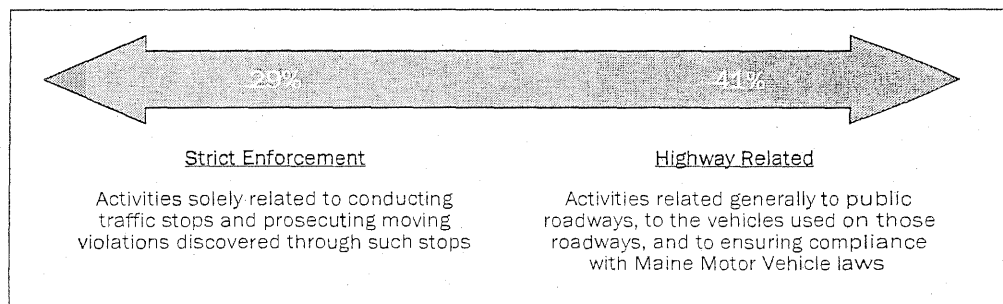 29%
41%
Strict Enforcement
Activities solely related to conducting
traffic stops and prosecuting moving
violations discovered through such stops
Highway Related
Activities related generally to public
roadways, to the vehicles used on those
roadways, and to ensuring compliance
with Maine Motor Vehicle laws